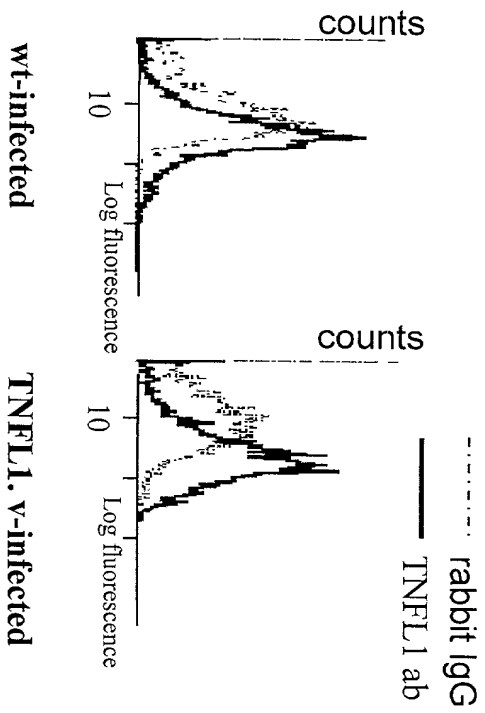 counts
10
Log fluorescence
wt-infected
counts
10
Log fluorescence
TNFL1. v-infected
rabbit IgG
TNFL1 ab